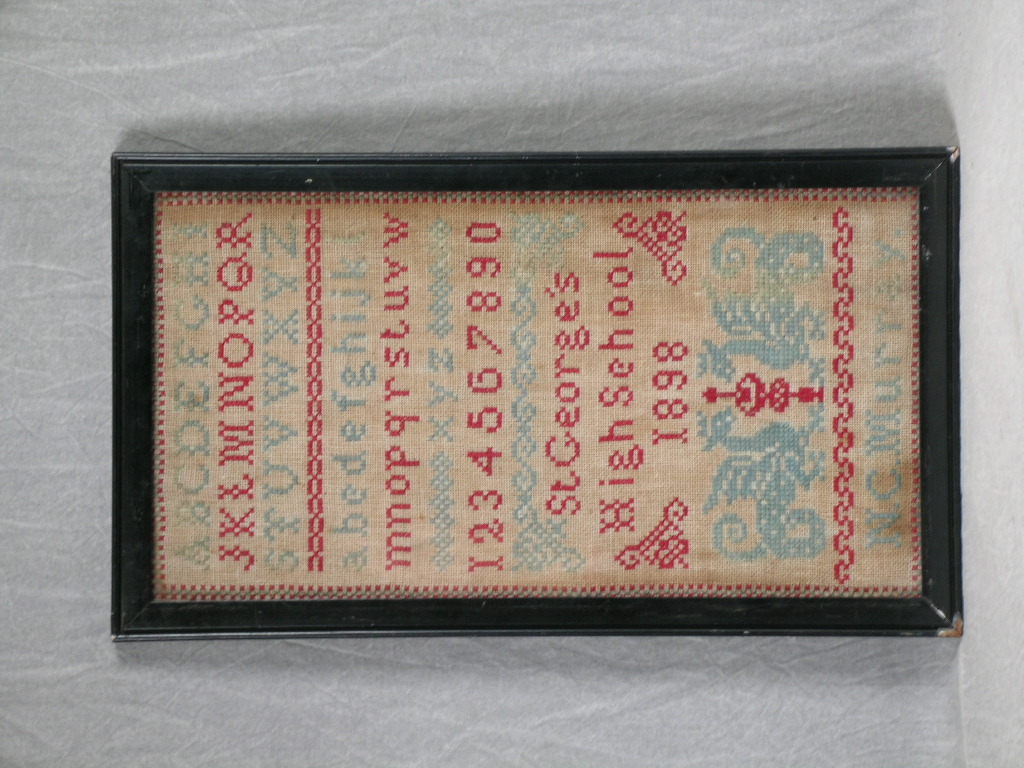 ABCDEFGHI
JKLMNOPQR
STUVWXYZ
abcdefghijkl
mnopqrstuvw
xyz
1234567890
St George's
High School
1898
N.C.Murray.